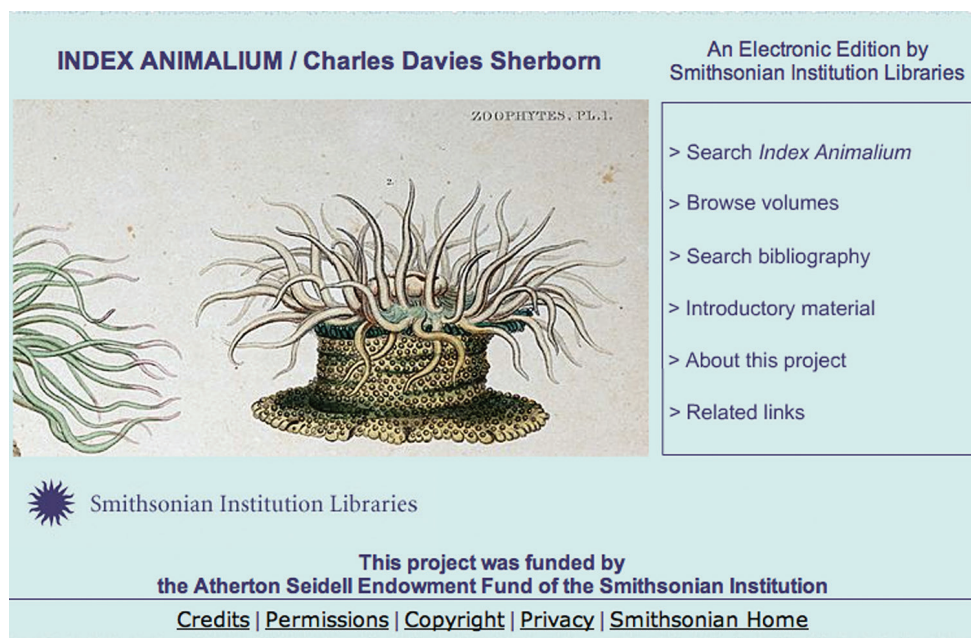 INDEX ANIMALIUM / Charles Davies Sherborn
An Electronic Edition by
Smithsonian Institution Libraries
ZOOPHYTES, PL.1.
2.
> Search Index Animalium
> Browse volumes
> Search bibliography
> Introductory material
> About this project
> Related links
Smithsonian Institution Libraries
This project was funded by
the Atherton Seidell Endowment Fund of the Smithsonian Institution
Credits | Permissions | Copyright | Privacy | Smithsonian Home